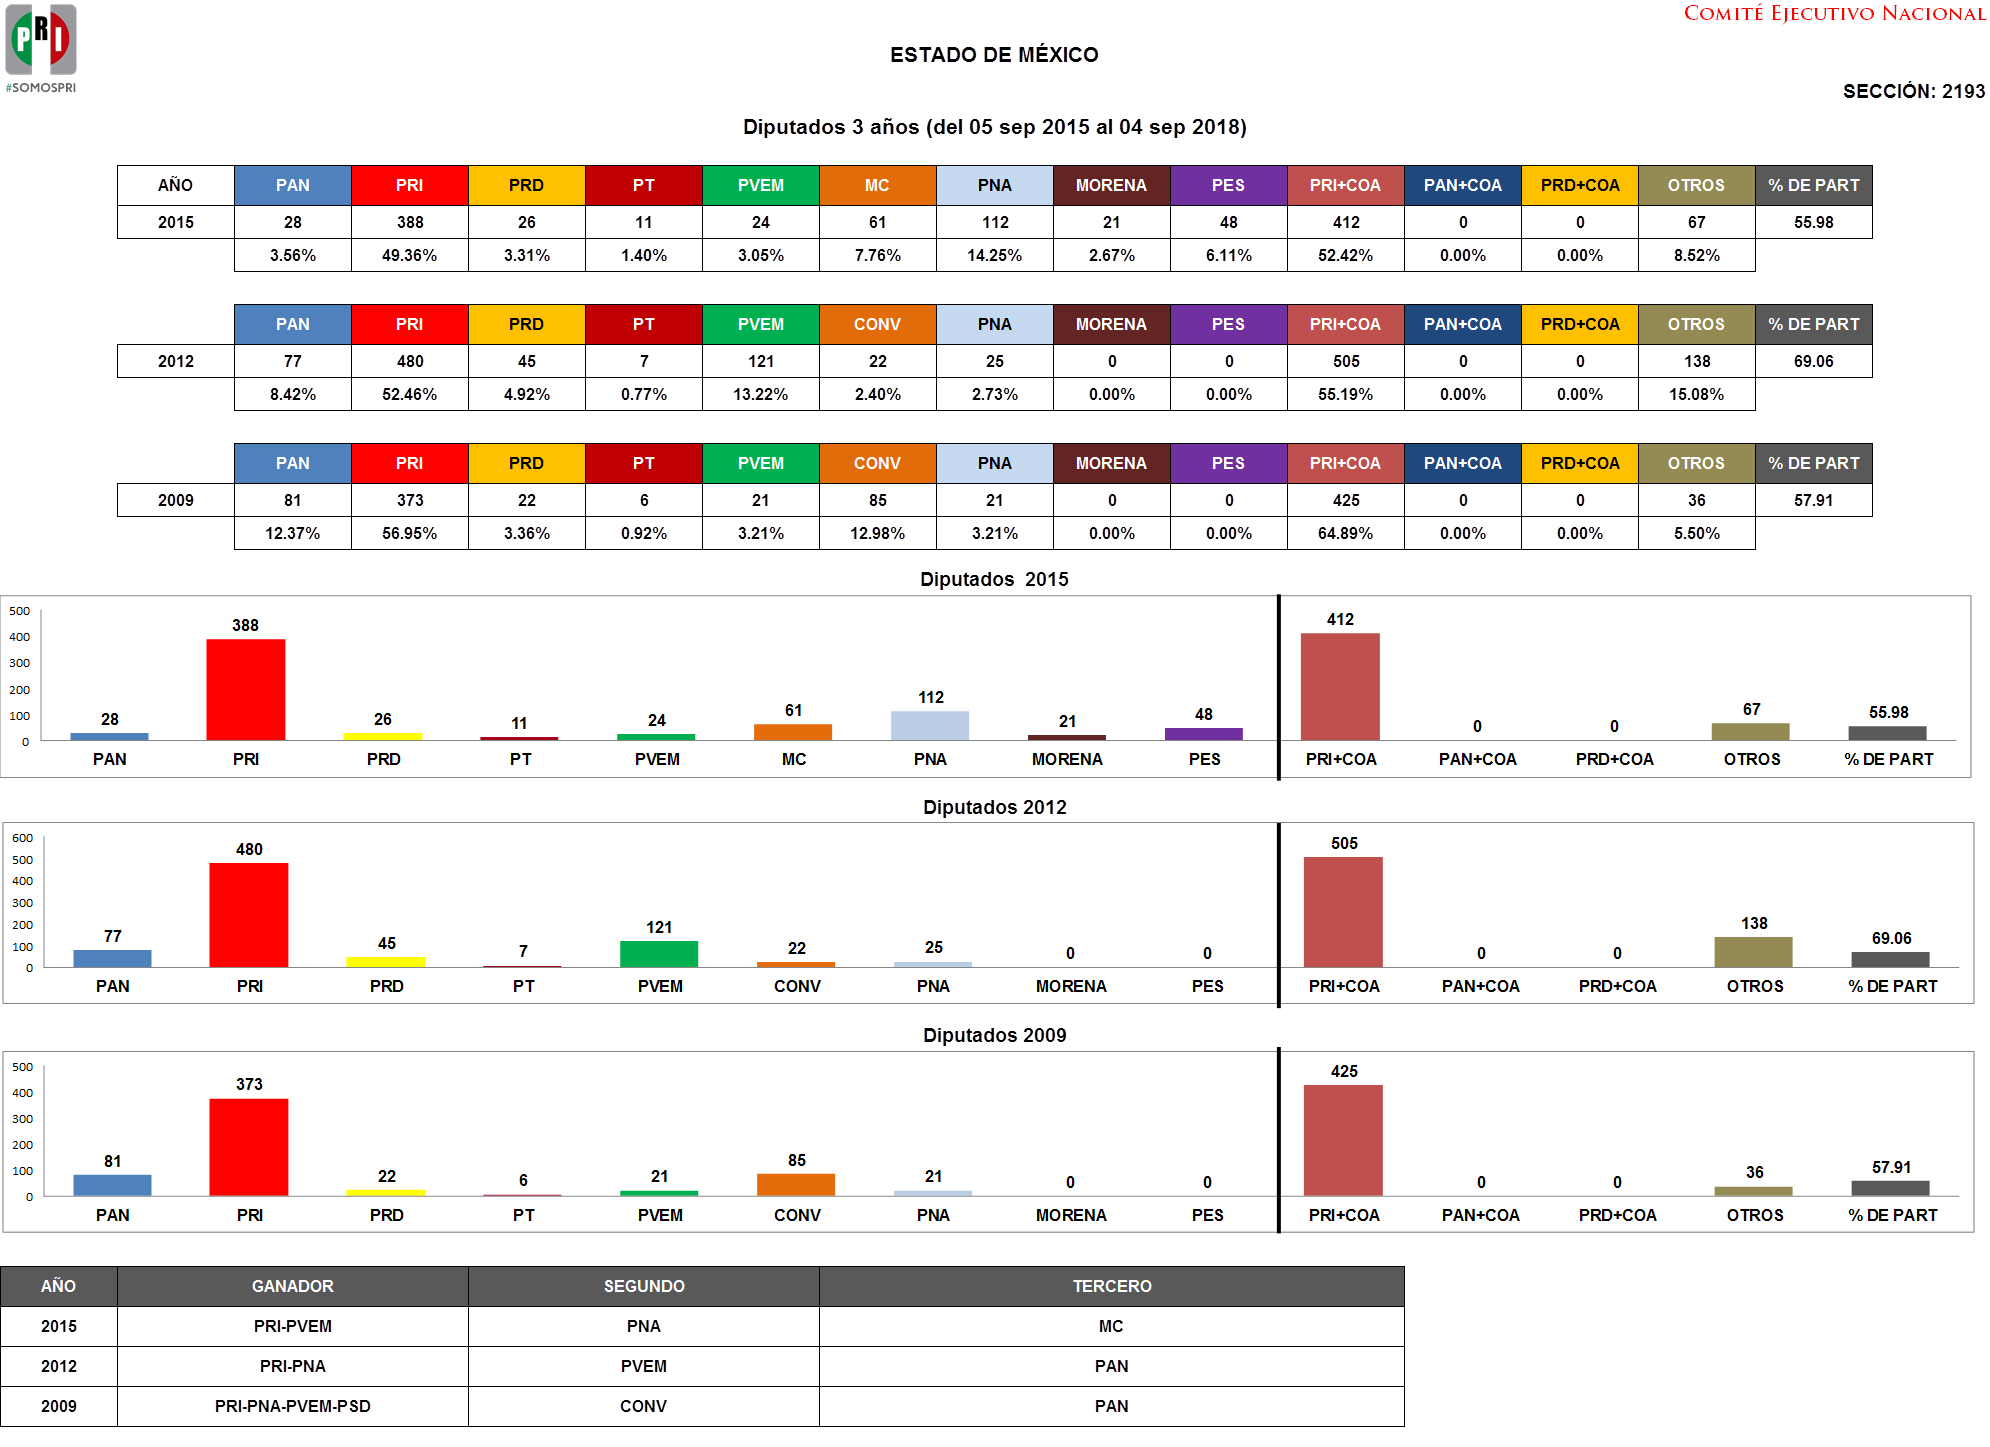 PRI
#SOMOSPRI
COMITÉ EJECUTIVO NACIONAL
ESTADO DE MÉXICO
SECCIÓN: 2193
Diputados 3 años (del 05 sep 2015 al 04 sep 2018)
AÑO PAN PRI PRD PT PVEM MC PNA MORENA PES PRI+COA PAN+COA PRD+COA OTROS % DE PART
2015 28 388 26 11 24 61 112 21 48 412 0 0 67 55.98
3.56% 49.36% 3.31% 1.40% 3.05% 7.76% 14.25% 2.67% 6.11% 52.42% 0.00% 0.00% 8.52%
PAN PRI PRD PT PVEM CONV PNA MORENA PES PRI+COA PAN+COA PRD+COA OTROS % DE PART
2012 77 480 45 7 121 22 25 0 0 505 0 0 138 69.06
8.42% 52.46% 4.92% 0.77% 13.22% 2.40% 2.73% 0.00% 0.00% 55.19% 0.00% 0.00% 15.08%
PAN PRI PRD PT PVEM CONV PNA MORENA PES PRI+COA PAN+COA PRD+COA OTROS % DE PART
2009 81 373 22 6 21 85 21 0 0 425 0 0 36 57.91
12.37% 56.95% 3.36% 0.92% 3.21% 12.98% 3.21% 0.00% 0.00% 64.89% 0.00% 0.00% 5.50%
Diputados 2015
500
400
300
200
100
0
28 388 26 11 24 61 112 21 48 412 0 0 67 55.98
PAN PRI PRD PT PVEM MC PNA MORENA PES PRI+COA PAN+COA PRD+COA OTROS % DE PART
Diputados 2012
600
500
400
300
200
100
0
77 480 45 7 121 22 25 0 0 505 0 0 138 69.06
PAN PRI PRD PT PVEM CONV PNA MORENA PES PRI+COA PAN+COA PRD+COA OTROS % DE PART
Diputados 2009
500
400
300
200
100
0
81 373 22 6 21 85 21 0 0 425 0 0 36 57.91
PAN PRI PRD PT PVEM CONV PNA MORENA PES PRI+COA PAN+COA PRD+COA OTROS % DE PART
AÑO GANADOR SEGUNDO TERCERO
2015 PRI-PVEM PNA MC
2012 PRI-PNA PVEM PAN
2009 PRI-PNA-PVEM-PSD CONV PAN